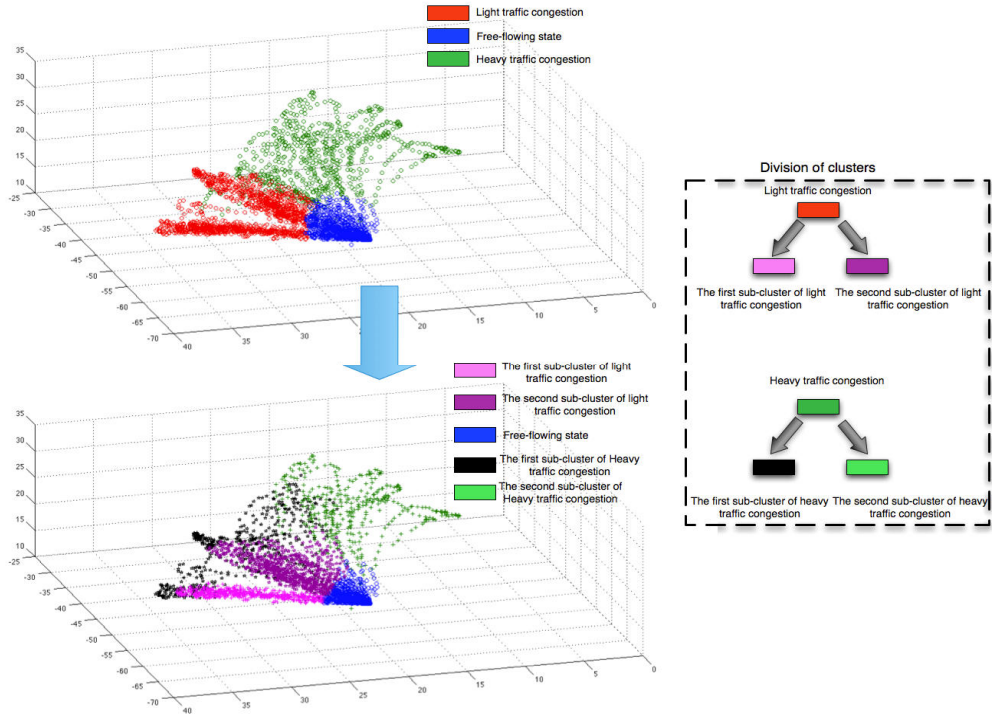 Light traffic congestion
Free-flowing state
Heavy traffic congestion
35
30
25
20
15
10
-25
-30
-35
-40
-45
-50
-55
-60
-65
-70
40
35
30
25
20
15
10
5
0
Division of clusters
Light traffic congestion
The first sub-cluster of light
traffic congestion
The second sub-cluster of light
traffic congestion
Heavy traffic congestion
The first sub-cluster of heavy
traffic congestion
The second sub-cluster of heavy
traffic congestion
The first sub-cluster of light
traffic congestion
The second sub-cluster of light
traffic congestion
Free-flowing state
The first sub-cluster of Heavy
traffic congestion
The second sub-cluster of
Heavy traffic congestion
35
30
25
20
15
10
-25
-30
-35
-40
-45
-50
-55
-60
-65
-70
40
35
30
25
20
15
10
5
0